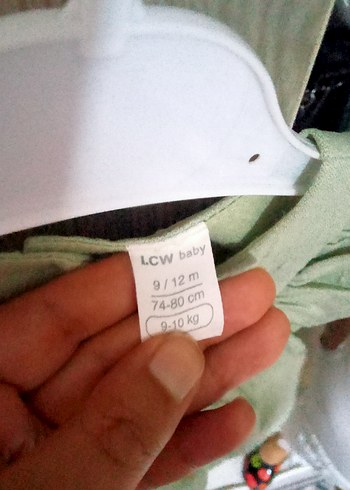 LCW baby
9 / 12 m
74-80 cm
9-10 kg